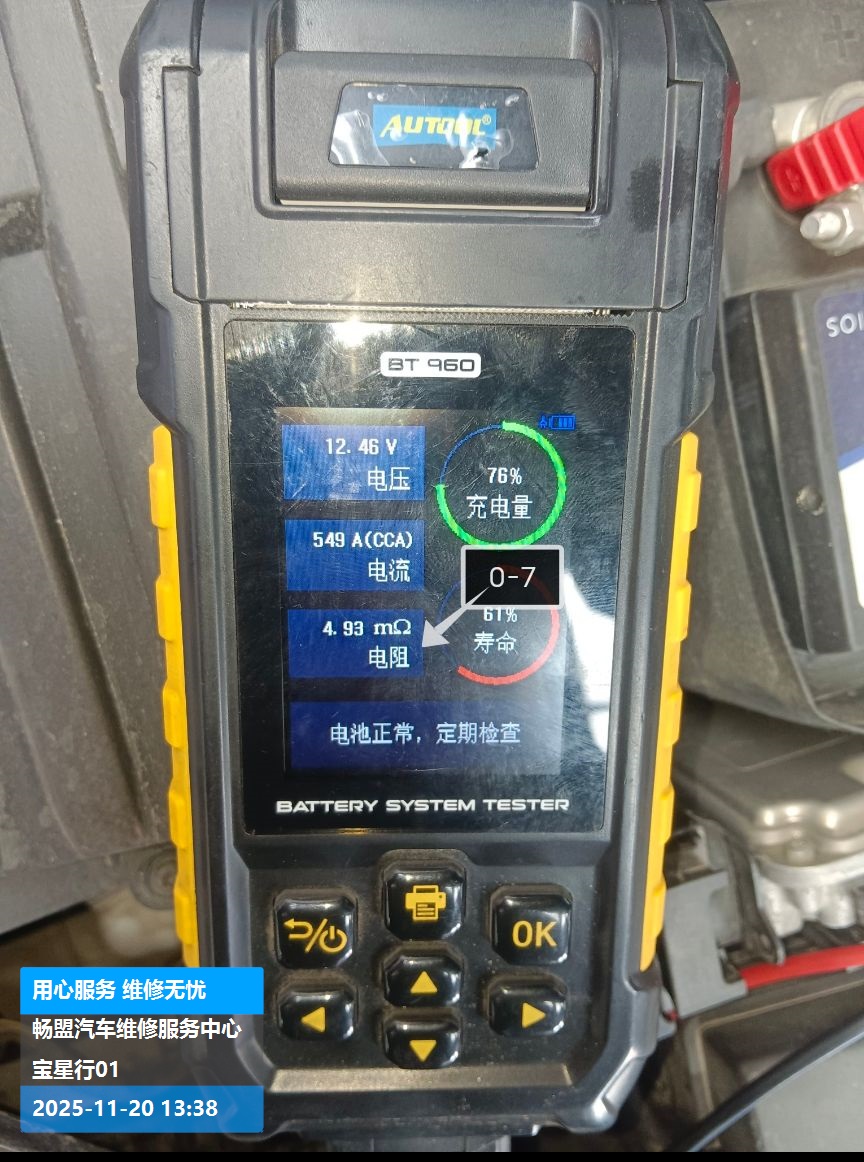 AUTOOL®
SOI
BT 960
12.46 V
电压
76%
充电量
549 A(CCA)
电流
0-7
4.93 mΩ
电阻
61%
寿命
电池正常，定期检查
BATTERY SYSTEM TESTER
OK
用心服务 维修无忧
畅盟汽车维修服务中心
宝星行01
2025-11-20 13:38